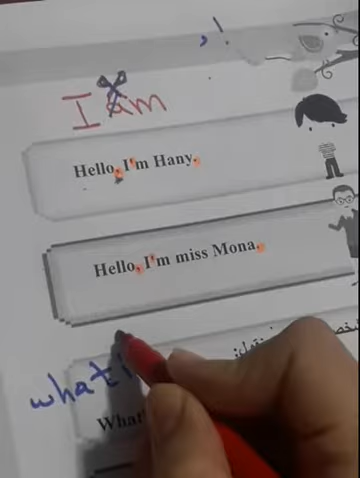 , !
I am
Hello, I'm Hany.
Hello, I'm miss Mona.
what
What